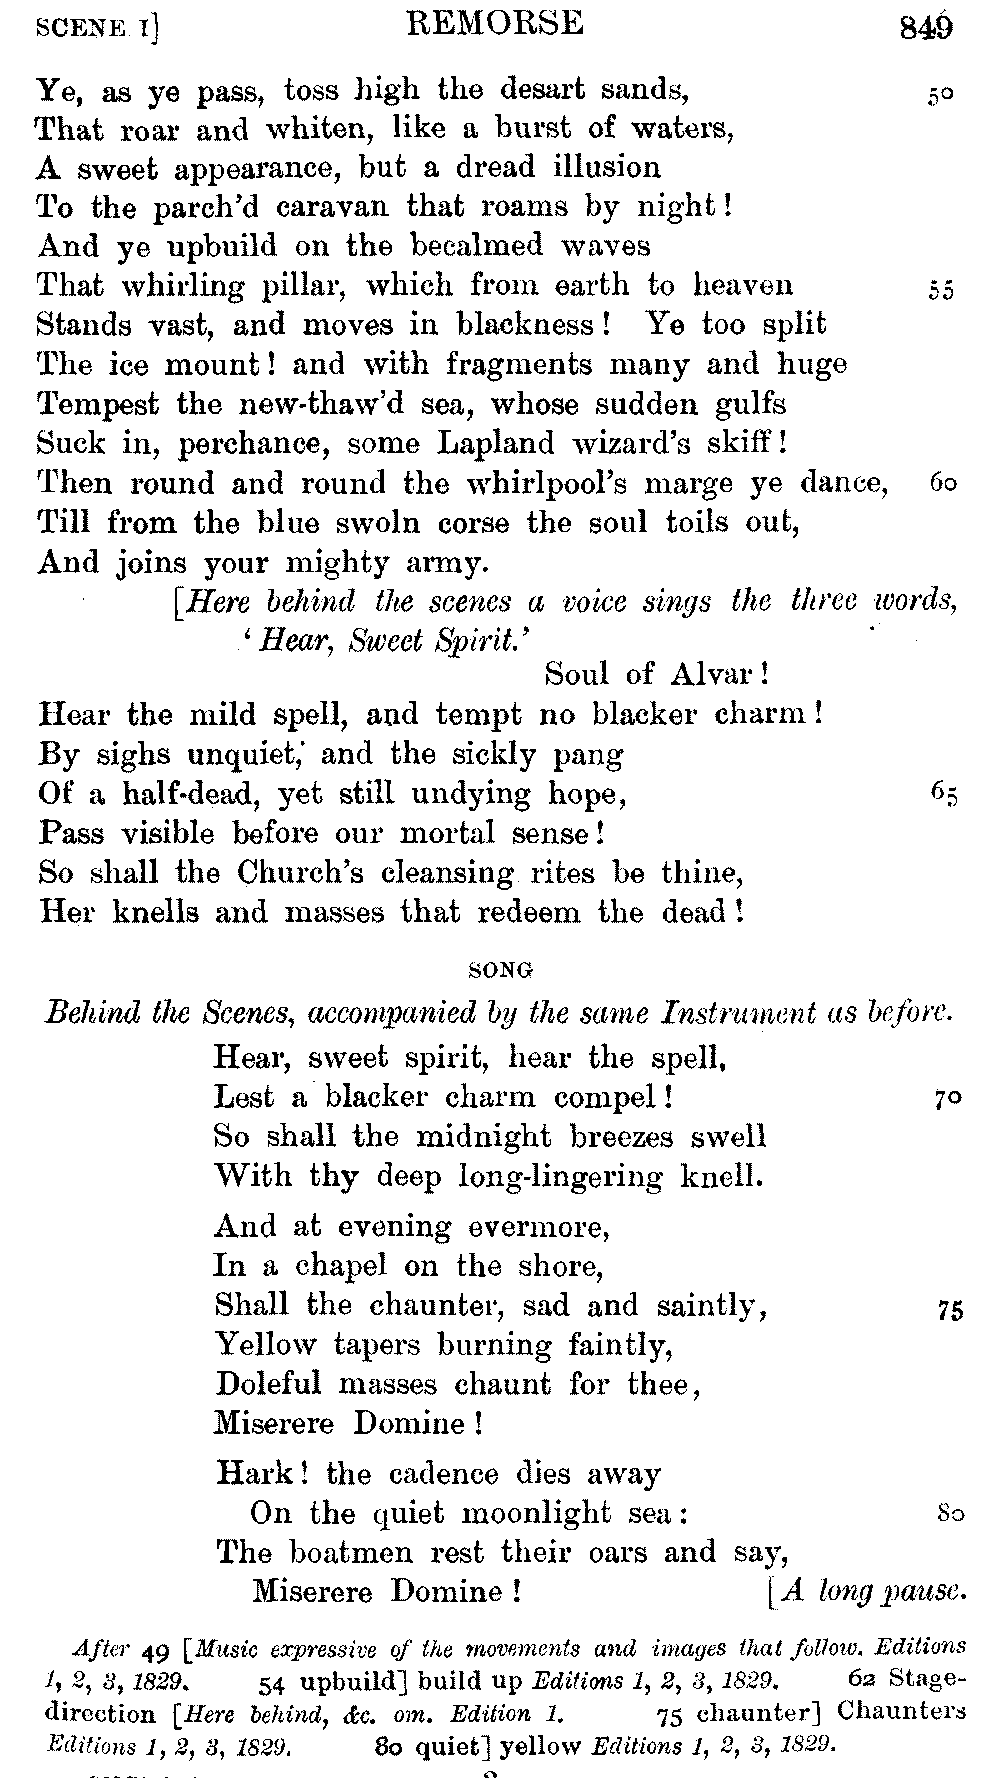 SCENE I] REMORSE 849
Ye, as ye pass, toss high the desart sands, 50
That roar and whiten, like a burst of waters,
A sweet appearance, but a dread illusion
To the parch'd caravan that roams by night!
And ye upbuild on the becalmed waves
That whirling pillar, which from earth to heaven 55
Stands vast, and moves in blackness! Ye too split
The ice mount! and with fragments many and huge
Tempest the new-thaw'd sea, whose sudden gulfs
Suck in, perchance, some Lapland wizard's skiff!
Then round and round the whirlpool's marge ye dance, 60
Till from the blue swoln corse the soul toils out,
And joins your mighty army.
[Here behind the scenes a voice sings the three words,
'Hear, Sweet Spirit.'
Soul of Alvar!
Hear the mild spell, and tempt no blacker charm!
By sighs unquiet, and the sickly pang
Of a half-dead, yet still undying hope, 65
Pass visible before our mortal sense!
So shall the Church's cleansing rites be thine,
Her knells and masses that redeem the dead!
SONG
Behind the Scenes, accompanied by the same Instrument as before.
Hear, sweet spirit, hear the spell,
Lest a blacker charm compel! 70
So shall the midnight breezes swell
With thy deep long-lingering knell.
And at evening evermore,
In a chapel on the shore,
Shall the chaunter, sad and saintly, 75
Yellow tapers burning faintly,
Doleful masses chaunt for thee,
Miserere Domine!
Hark! the cadence dies away
On the quiet moonlight sea: 80
The boatmen rest their oars and say,
Miserere Domine! [A long pause.
After 49 [Music expressive of the movements and images that follow. Editions
1, 2, 3, 1829. 54 upbuild] build up Editions 1, 2, 3, 1829. 62 Stage-
direction [Here behind, &c. om. Edition 1. 75 chaunter] Chaunters
Editions 1, 2, 3, 1829. 80 quiet] yellow Editions 1, 2, 3, 1829.